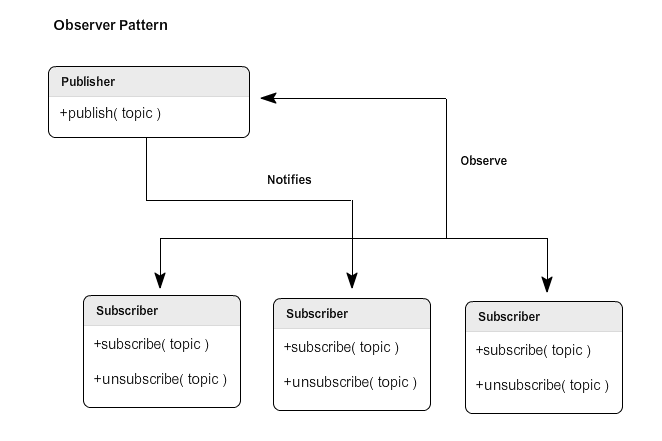 Observer Pattern
Publisher
+publish( topic )
Observe
Notifies
Subscriber
+subscribe( topic )
+unsubscribe( topic )
Subscriber
+subscribe( topic )
+unsubscribe( topic )
Subscriber
+subscribe( topic )
+unsubscribe( topic )